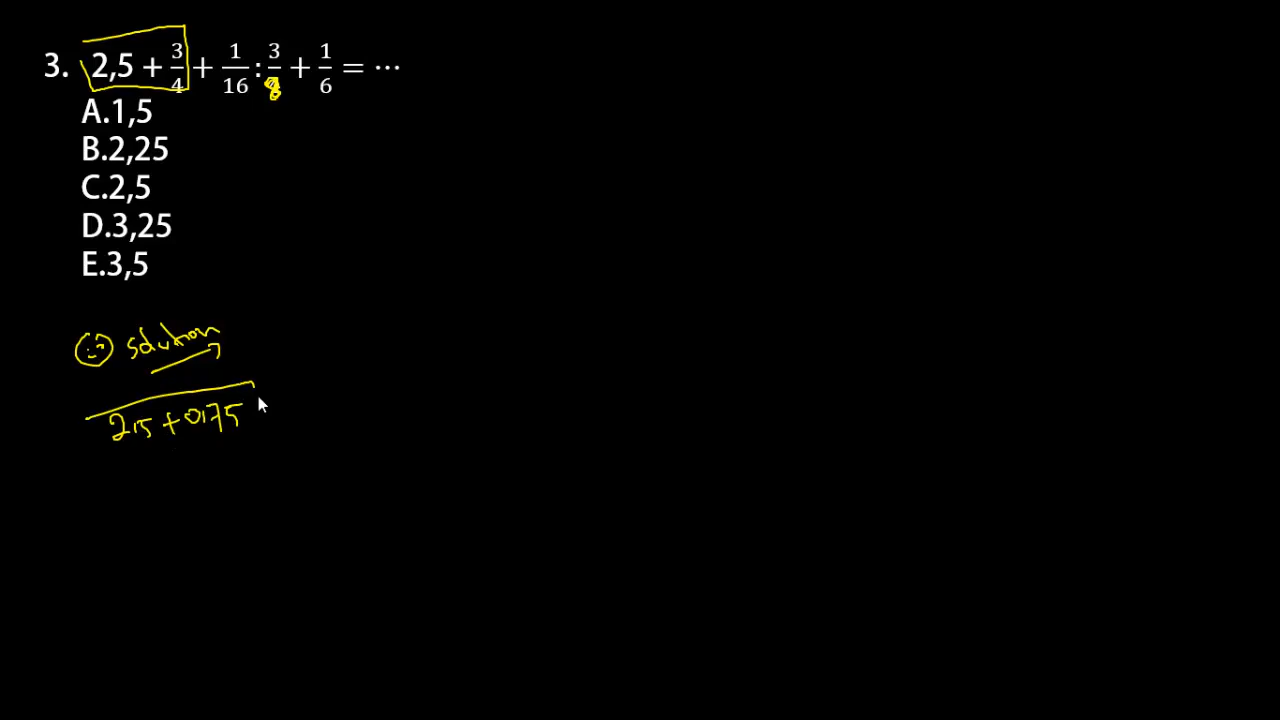 3. 2,5 + 3/4 + 1/16 : 3/8 + 1/6 = ⋯
A.1,5
B.2,25
C.2,5
D.3,25
E.3,5
solution
2,5 + 0,75